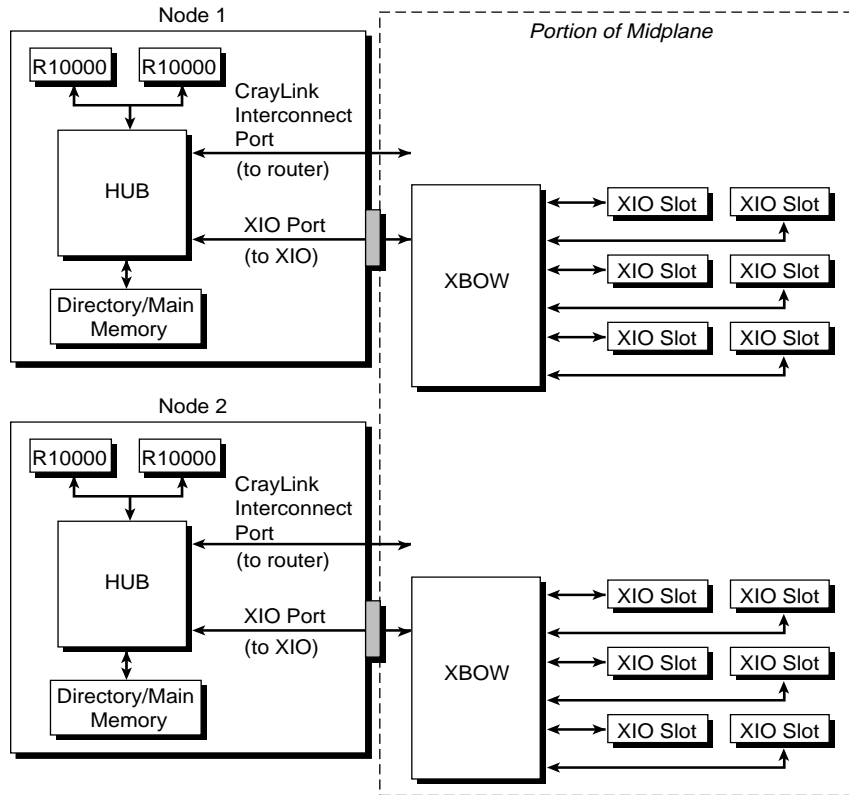 Node 1
Portion of Midplane
R10000
R10000
CrayLink
Interconnect
Port
(to router)
HUB
XIO Port
(to XIO)
Directory/Main
Memory
XBOW
XIO Slot
XIO Slot
XIO Slot
XIO Slot
XIO Slot
XIO Slot
Node 2
R10000
R10000
CrayLink
Interconnect
Port
(to router)
HUB
XIO Port
(to XIO)
Directory/Main
Memory
XBOW
XIO Slot
XIO Slot
XIO Slot
XIO Slot
XIO Slot
XIO Slot